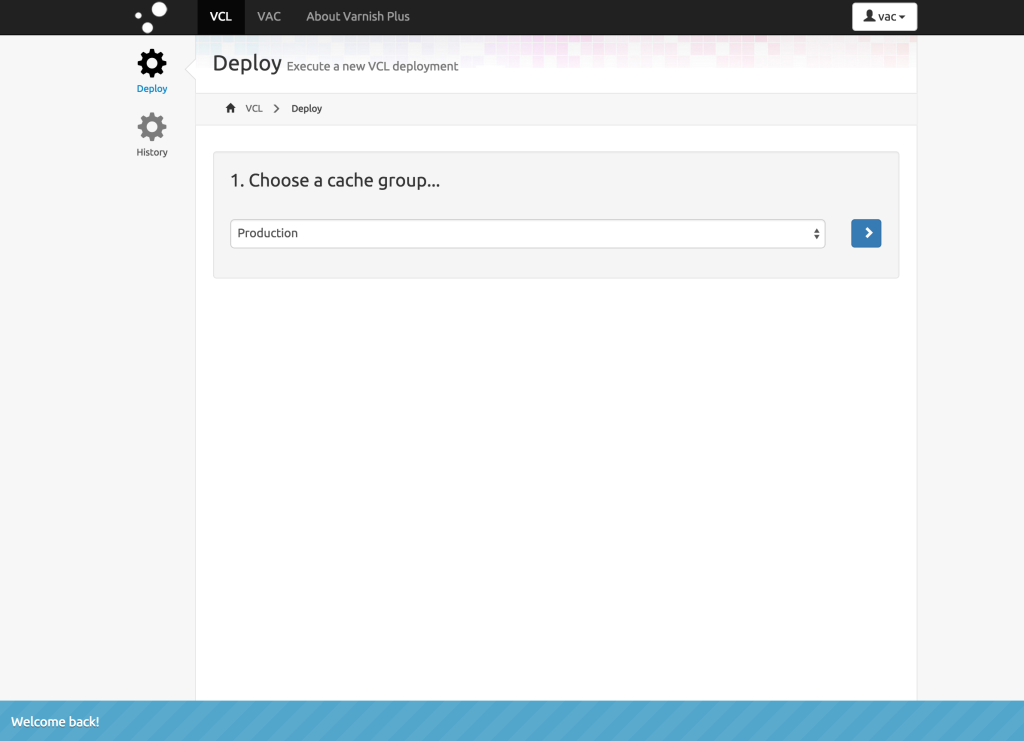 VCL VAC About Varnish Plus vac
Deploy
History
Deploy Execute a new VCL deployment
VCL Deploy
1. Choose a cache group...
Production
Welcome back!